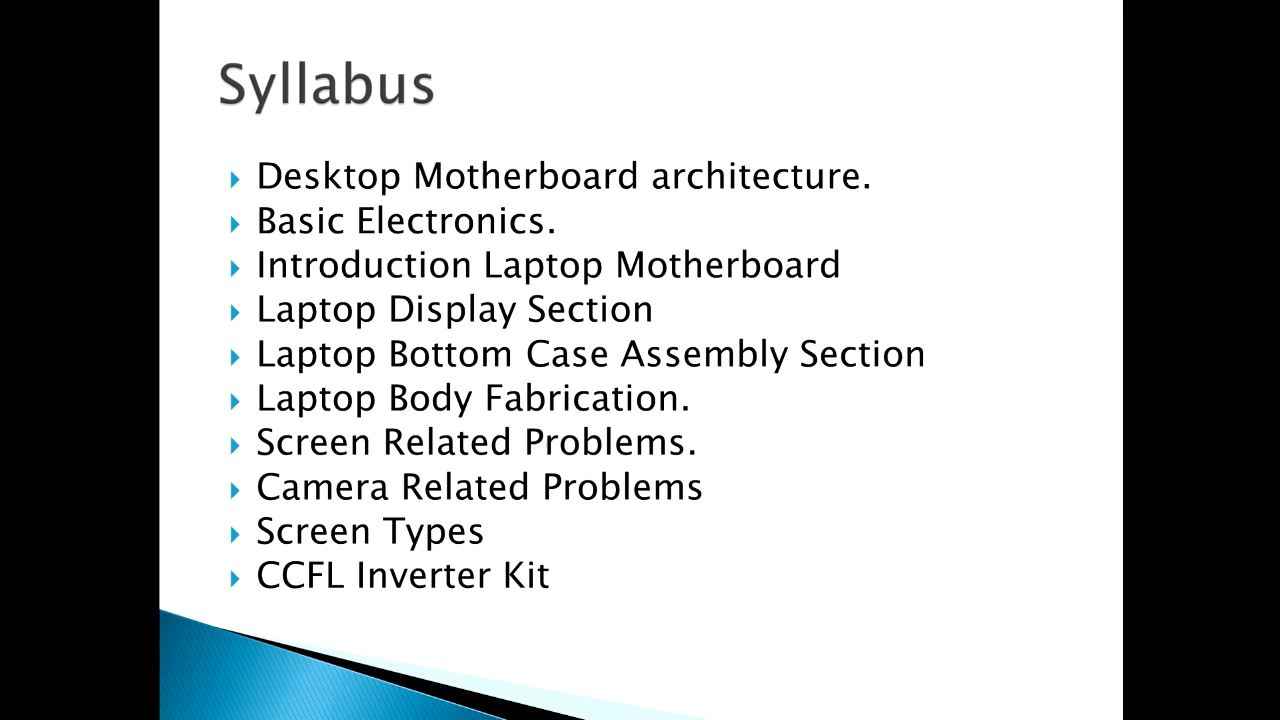 Syllabus
Desktop Motherboard architecture.
Basic Electronics.
Introduction Laptop Motherboard
Laptop Display Section
Laptop Bottom Case Assembly Section
Laptop Body Fabrication.
Screen Related Problems.
Camera Related Problems
Screen Types
CCFL Inverter Kit